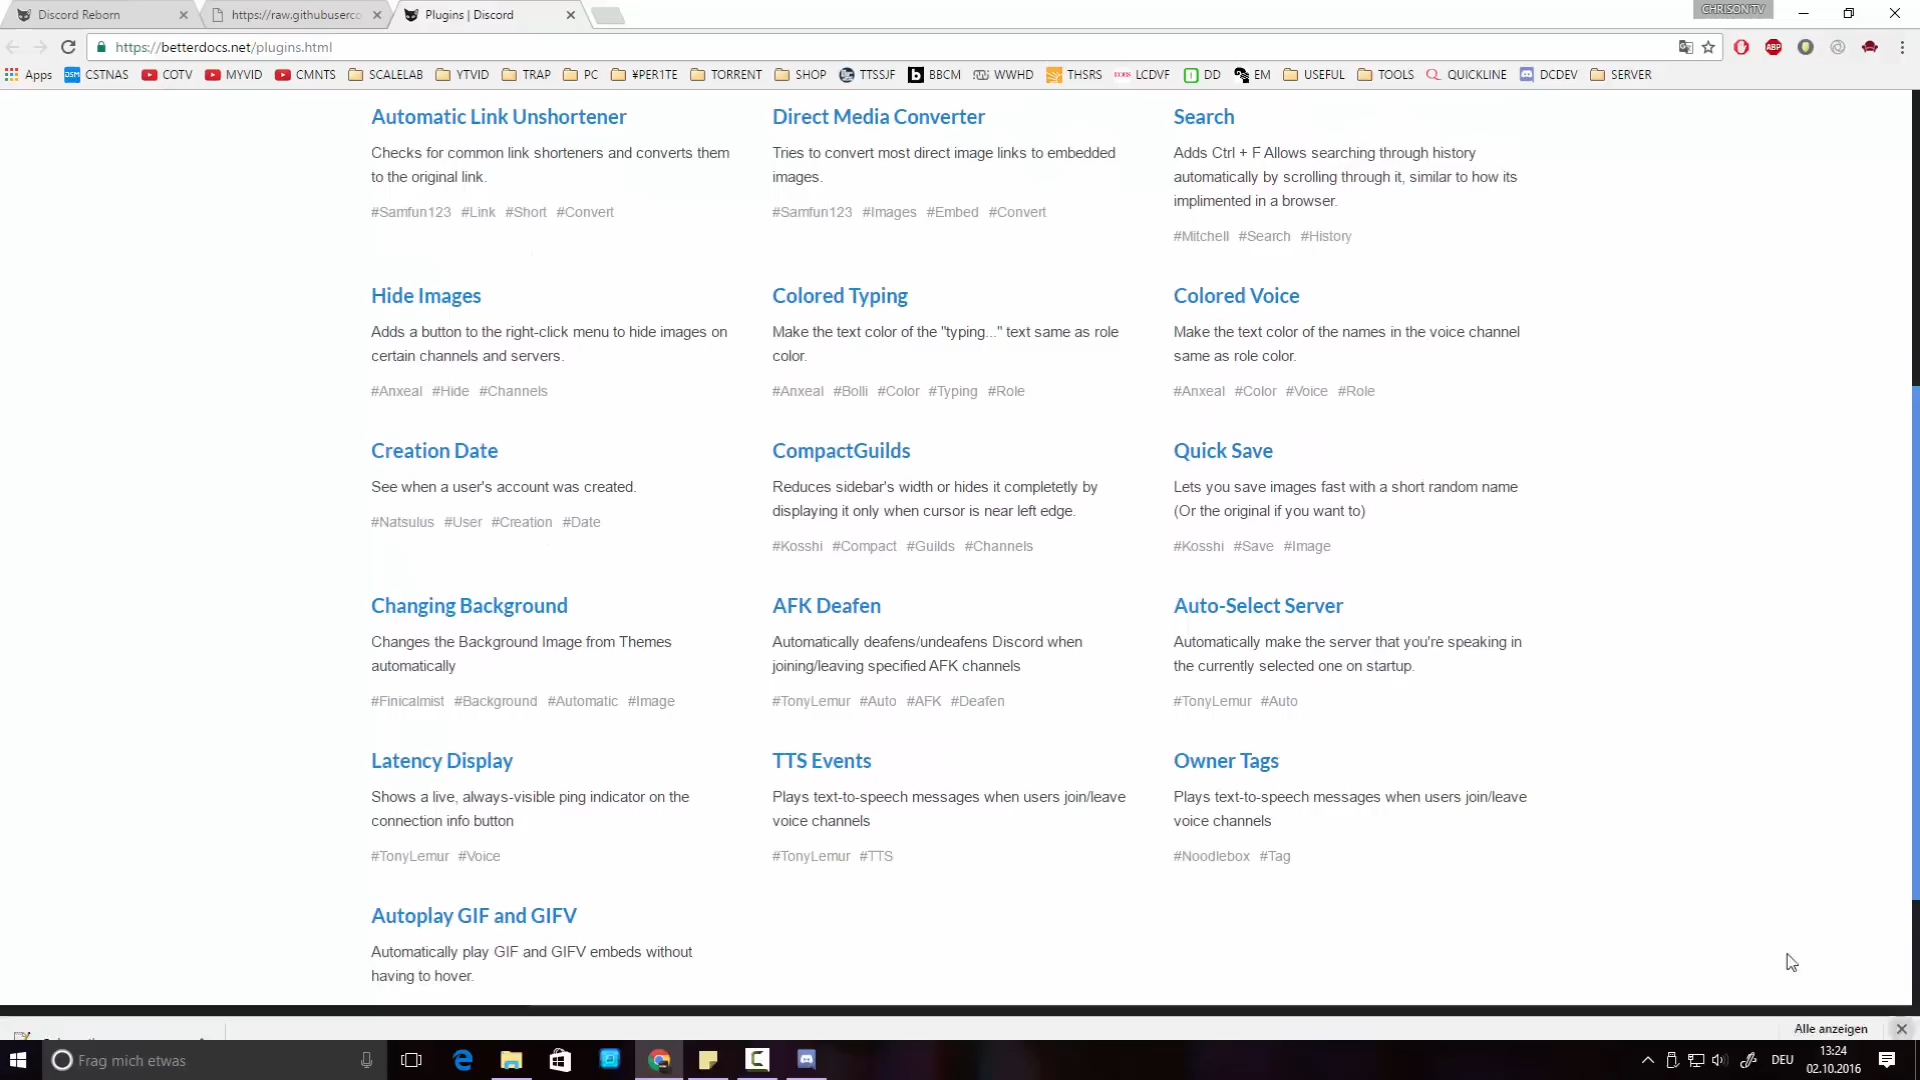 Discord Reborn
https://raw.githubuserco
Plugins | Discord
CHRISON.TV
https://betterdocs.net/plugins.html
Apps CSTNAS COTV MYVID CMNTS SCALELAB YTVID TRAP PC ¥PER1TE TORRENT SHOP TTSSJF BBCM WWHD THSRS LCDVF DD EM USEFUL TOOLS QUICKLINE DCDEV SERVER
Automatic Link Unshortener
Checks for common link shorteners and converts them
to the original link.
#Samfun123 #Link #Short #Convert
Direct Media Converter
Tries to convert most direct image links to embedded
images.
#Samfun123 #Images #Embed #Convert
Search
Adds Ctrl + F Allows searching through history
automatically by scrolling through it, similar to how its
implimented in a browser.
#Mitchell #Search #History
Hide Images
Adds a button to the right-click menu to hide images on
certain channels and servers.
#Anxeal #Hide #Channels
Colored Typing
Make the text color of the "typing..." text same as role
color.
#Anxeal #Bolli #Color #Typing #Role
Colored Voice
Make the text color of the names in the voice channel
same as role color.
#Anxeal #Color #Voice #Role
Creation Date
See when a user's account was created.
#Natsulus #User #Creation #Date
CompactGuilds
Reduces sidebar's width or hides it completetly by
displaying it only when cursor is near left edge.
#Kosshi #Compact #Guilds #Channels
Quick Save
Lets you save images fast with a short random name
(Or the original if you want to)
#Kosshi #Save #Image
Changing Background
Changes the Background Image from Themes
automatically
#Finicalmist #Background #Automatic #Image
AFK Deafen
Automatically deafens/undeafens Discord when
joining/leaving specified AFK channels
#TonyLemur #Auto #AFK #Deafen
Auto-Select Server
Automatically make the server that you're speaking in
the currently selected one on startup.
#TonyLemur #Auto
Latency Display
Shows a live, always-visible ping indicator on the
connection info button
#TonyLemur #Voice
TTS Events
Plays text-to-speech messages when users join/leave
voice channels
#TonyLemur #TTS
Owner Tags
Plays text-to-speech messages when users join/leave
voice channels
#Noodlebox #Tag
Autoplay GIF and GIFV
Automatically play GIF and GIFV embeds without
having to hover.
Alle anzeigen
Frag mich etwas
DEU
13:24
02.10.2016